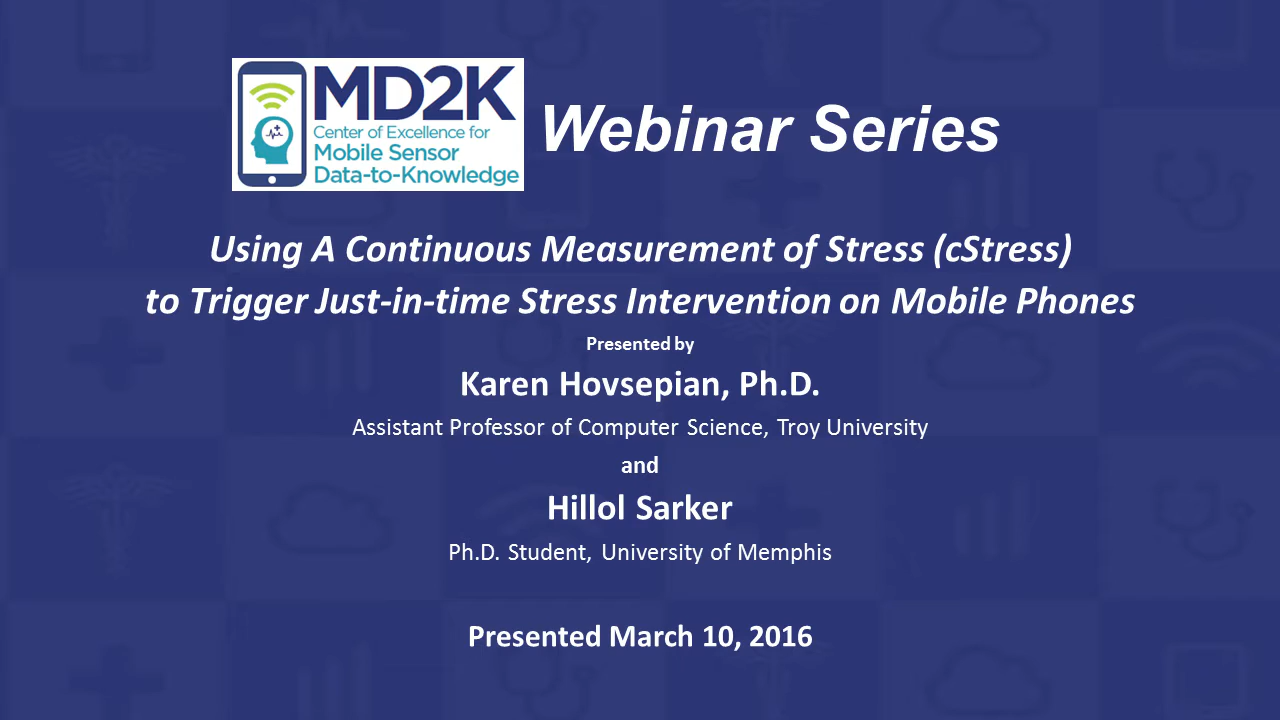 MD2K
Center of Excellence for
Mobile Sensor
Data-to-Knowledge
Webinar Series
Using A Continuous Measurement of Stress (cStress)
to Trigger Just-in-time Stress Intervention on Mobile Phones
Presented by
Karen Hovsepian, Ph.D.
Assistant Professor of Computer Science, Troy University
and
Hillol Sarker
Ph.D. Student, University of Memphis
Presented March 10, 2016